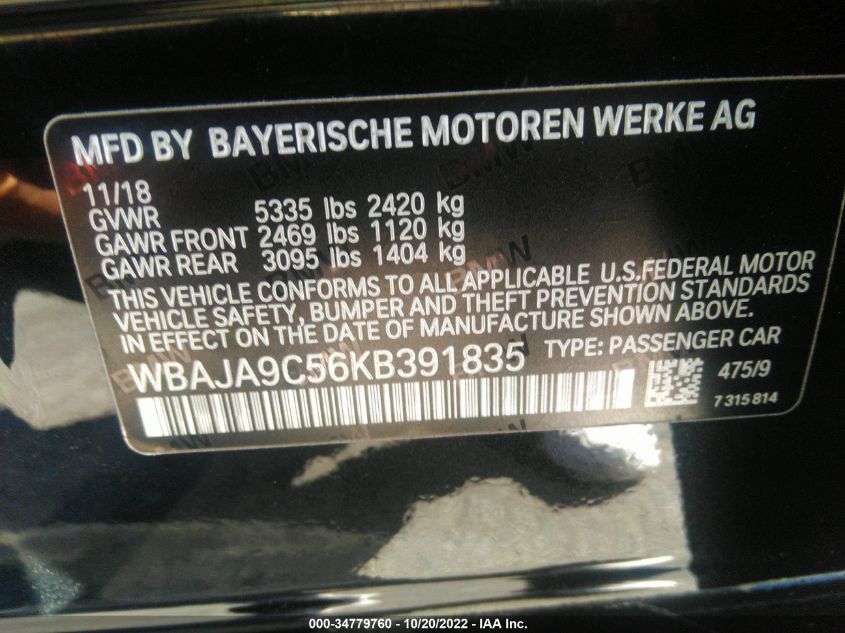 MFD BY BAYERISCHE MOTOREN WERKE AG
11/18
GVWR 5335 lbs 2420 kg
GAWR FRONT 2469 lbs 1120 kg
GAWR REAR 3095 lbs 1404 kg
THIS VEHICLE CONFORMS TO ALL APPLICABLE U.S.FEDERAL MOTOR
VEHICLE SAFETY, BUMPER AND THEFT PREVENTION STANDARDS
IN EFFECT ON THE DATE OF MANUFACTURE SHOWN ABOVE.
WBAJA9C56KB391835 TYPE: PASSENGER CAR
475/9
7 315 814
000-34779760 - 10/20/2022 - IAA Inc.